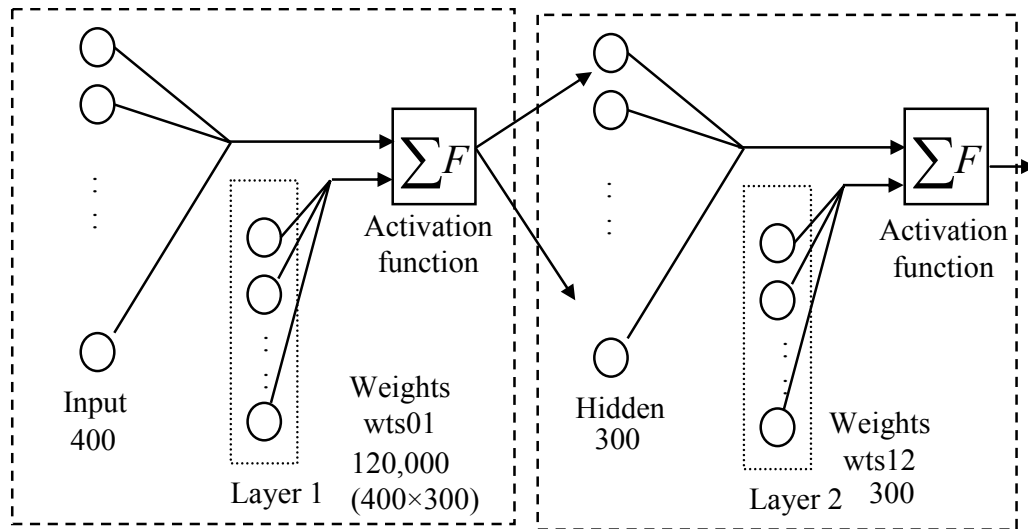 ∑F
Activation
function
Input
400
Layer 1
Weights
wts01
120,000
(400×300)
∑F
Activation
function
Hidden
300
Layer 2
Weights
wts12
300